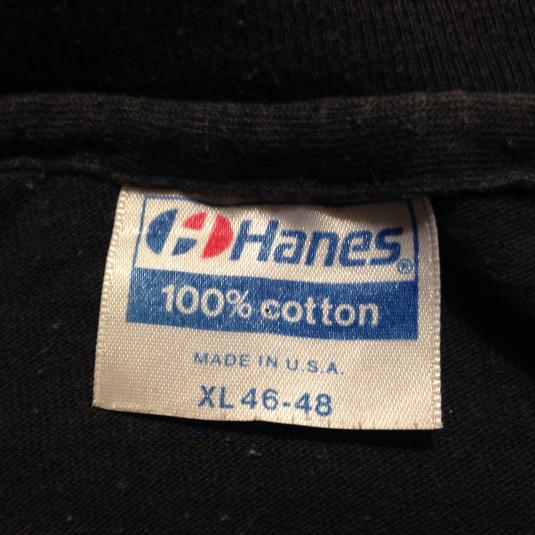 Hanes®
100% cotton
MADE IN U.S.A.
XL 46-48